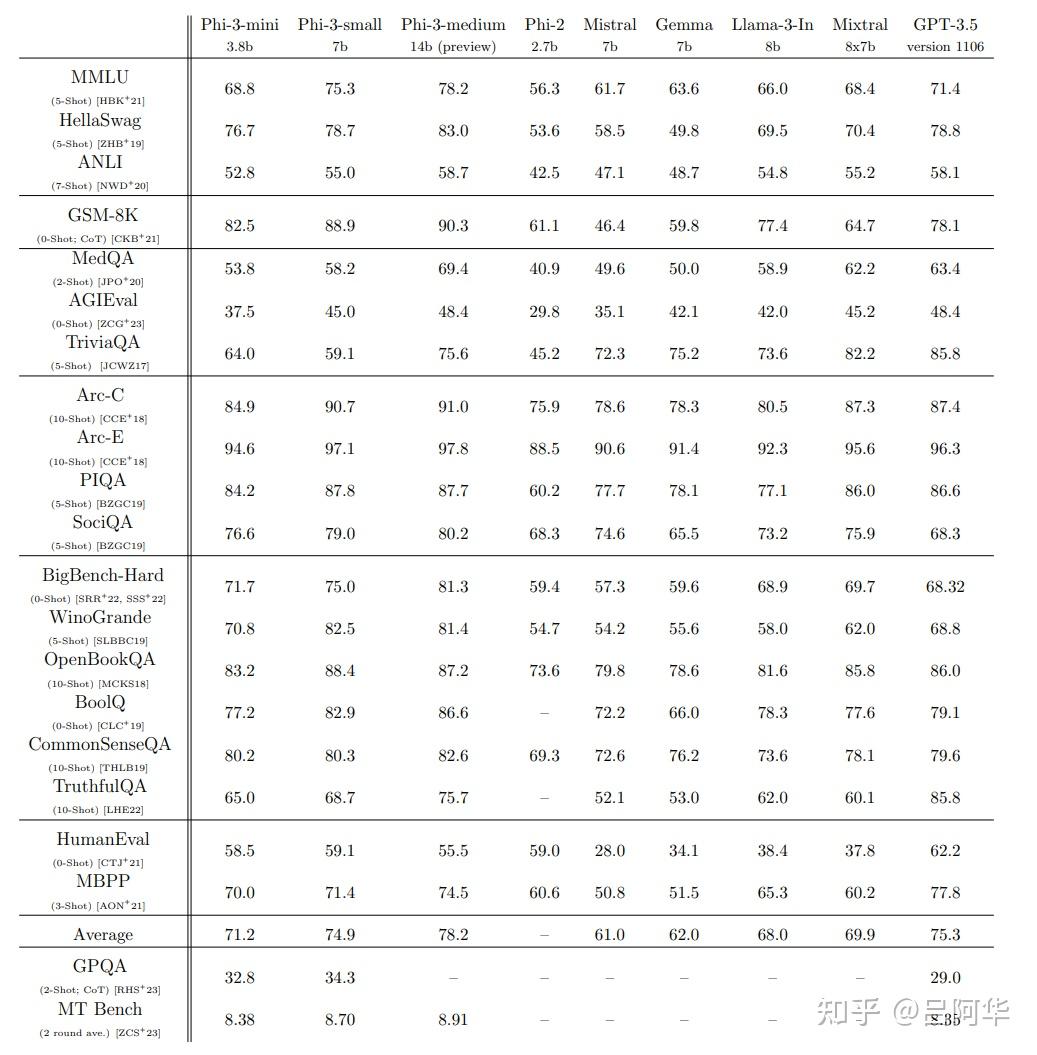 Phi-3-mini Phi-3-small Phi-3-medium Phi-2 Mistral Gemma Llama-3-In Mixtral GPT-3.5
3.8b 7b 14b (preview) 2.7b 7b 7b 8b 8x7b version 1106
MMLU
68.8 75.3 78.2 56.3 61.7 63.6 66.0 68.4 71.4
(5-Shot) [HBK+21]
HellaSwag
76.7 78.7 83.0 53.6 58.5 49.8 69.5 70.4 78.8
(5-Shot) [ZHB+19]
ANLI
52.8 55.0 58.7 42.5 47.1 48.7 54.8 55.2 58.1
(7-Shot) [NWD+20]
GSM-8K
82.5 88.9 90.3 61.1 46.4 59.8 77.4 64.7 78.1
(0-Shot; CoT) [CKB+21]
MedQA
53.8 58.2 69.4 40.9 49.6 50.0 58.9 62.2 63.4
(2-Shot) [JPO+20]
AGIEval
37.5 45.0 48.4 29.8 35.1 42.1 42.0 45.2 48.4
(0-Shot) [ZCG+23]
TriviaQA
64.0 59.1 75.6 45.2 72.3 75.2 73.6 82.2 85.8
(5-Shot) [JCWZ17]
Arc-C
84.9 90.7 91.0 75.9 78.6 78.3 80.5 87.3 87.4
(10-Shot) [CCE+18]
Arc-E
94.6 97.1 97.8 88.5 90.6 91.4 92.3 95.6 96.3
(10-Shot) [CCE+18]
PIQA
84.2 87.8 87.7 60.2 77.7 78.1 77.1 86.0 86.6
(5-Shot) [BZGC19]
SociQA
76.6 79.0 80.2 68.3 74.6 65.5 73.2 75.9 68.3
(5-Shot) [BZGC19]
BigBench-Hard
71.7 75.0 81.3 59.4 57.3 59.6 68.9 69.7 68.32
(0-Shot) [SRR+22, SSS+22]
WinoGrande
70.8 82.5 81.4 54.7 54.2 55.6 58.0 62.0 68.8
(5-Shot) [SLBBC19]
OpenBookQA
83.2 88.4 87.2 73.6 79.8 78.6 81.6 85.8 86.0
(10-Shot) [MCKS18]
BoolQ
77.2 82.9 86.6 – 72.2 66.0 78.3 77.6 79.1
(0-Shot) [CLC+19]
CommonSenseQA
80.2 80.3 82.6 69.3 72.6 76.2 73.6 78.1 79.6
(10-Shot) [THLB19]
TruthfulQA
65.0 68.7 75.7 – 52.1 53.0 62.0 60.1 85.8
(10-Shot) [LHE22]
HumanEval
58.5 59.1 55.5 59.0 28.0 34.1 38.4 37.8 62.2
(0-Shot) [CTJ+21]
MBPP
70.0 71.4 74.5 60.6 50.8 51.5 65.3 60.2 77.8
(3-Shot) [AON+21]
Average 71.2 74.9 78.2 – 61.0 62.0 68.0 69.9 75.3
GPQA
32.8 34.3 – – – – – – 29.0
(2-Shot; CoT) [RHS+23]
MT Bench
8.38 8.70 8.91 – – – – – 8.35
(2 round ave.) [ZCS+23]
知乎 @吕阿华